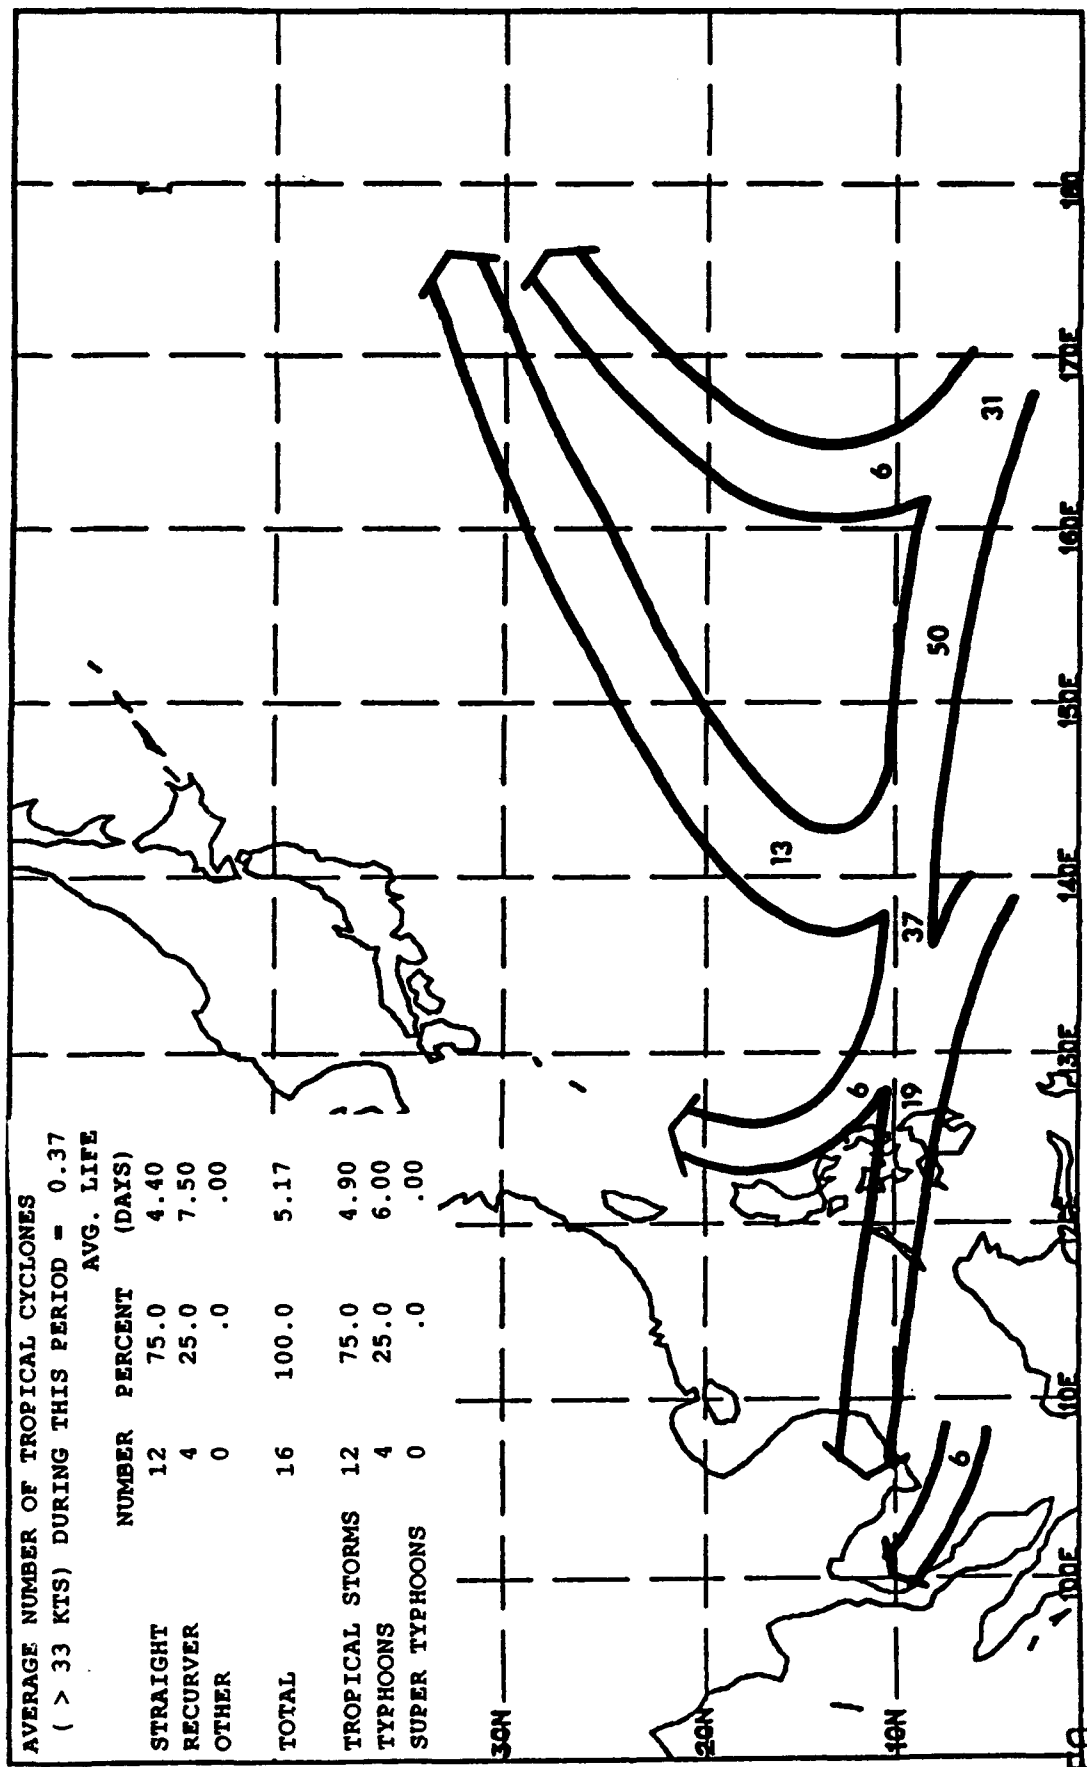 AVERAGE NUMBER OF TROPICAL CYCLONES
( > 33 KTS) DURING THIS PERIOD = 0.37
AVG. LIFE
NUMBER PERCENT (DAYS)
STRAIGHT 12 75.0 4.40
RECURVER 4 25.0 7.50
OTHER 0 .0 .00
TOTAL 16 100.0 5.17
TROPICAL STORMS 12 75.0 4.90
TYPHOONS 4 25.0 6.00
SUPER TYPHOONS 0 .0 .00
30N
20N
13
6
6
10N
37
19
50
6
31
100E
110E
120E
130E
140E
150E
160E
170E
180